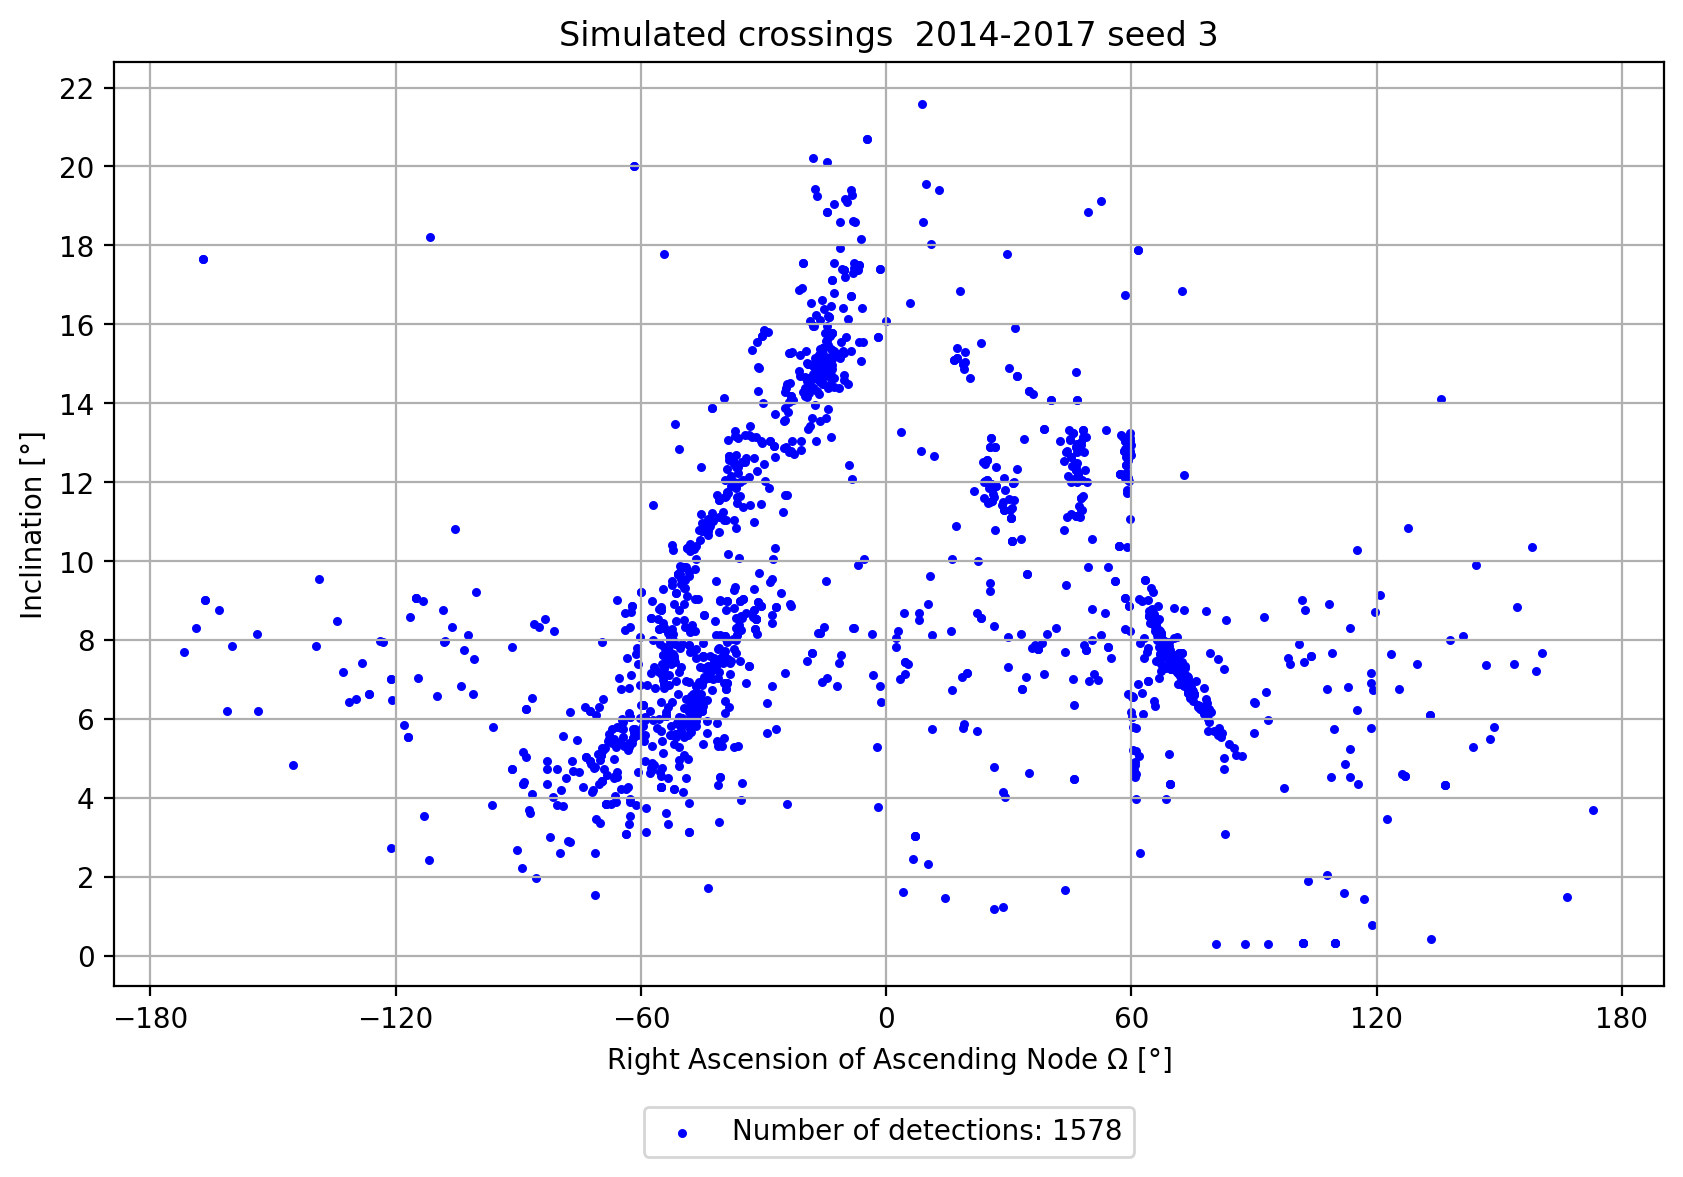 Simulated crossings  2014-2017 seed 3
22
20
18
16
14
12
10
8
6
4
2
0
Inclination [°]
−180 −120 −60 0 60 120 180
Right Ascension of Ascending Node Ω [°]
Number of detections: 1578